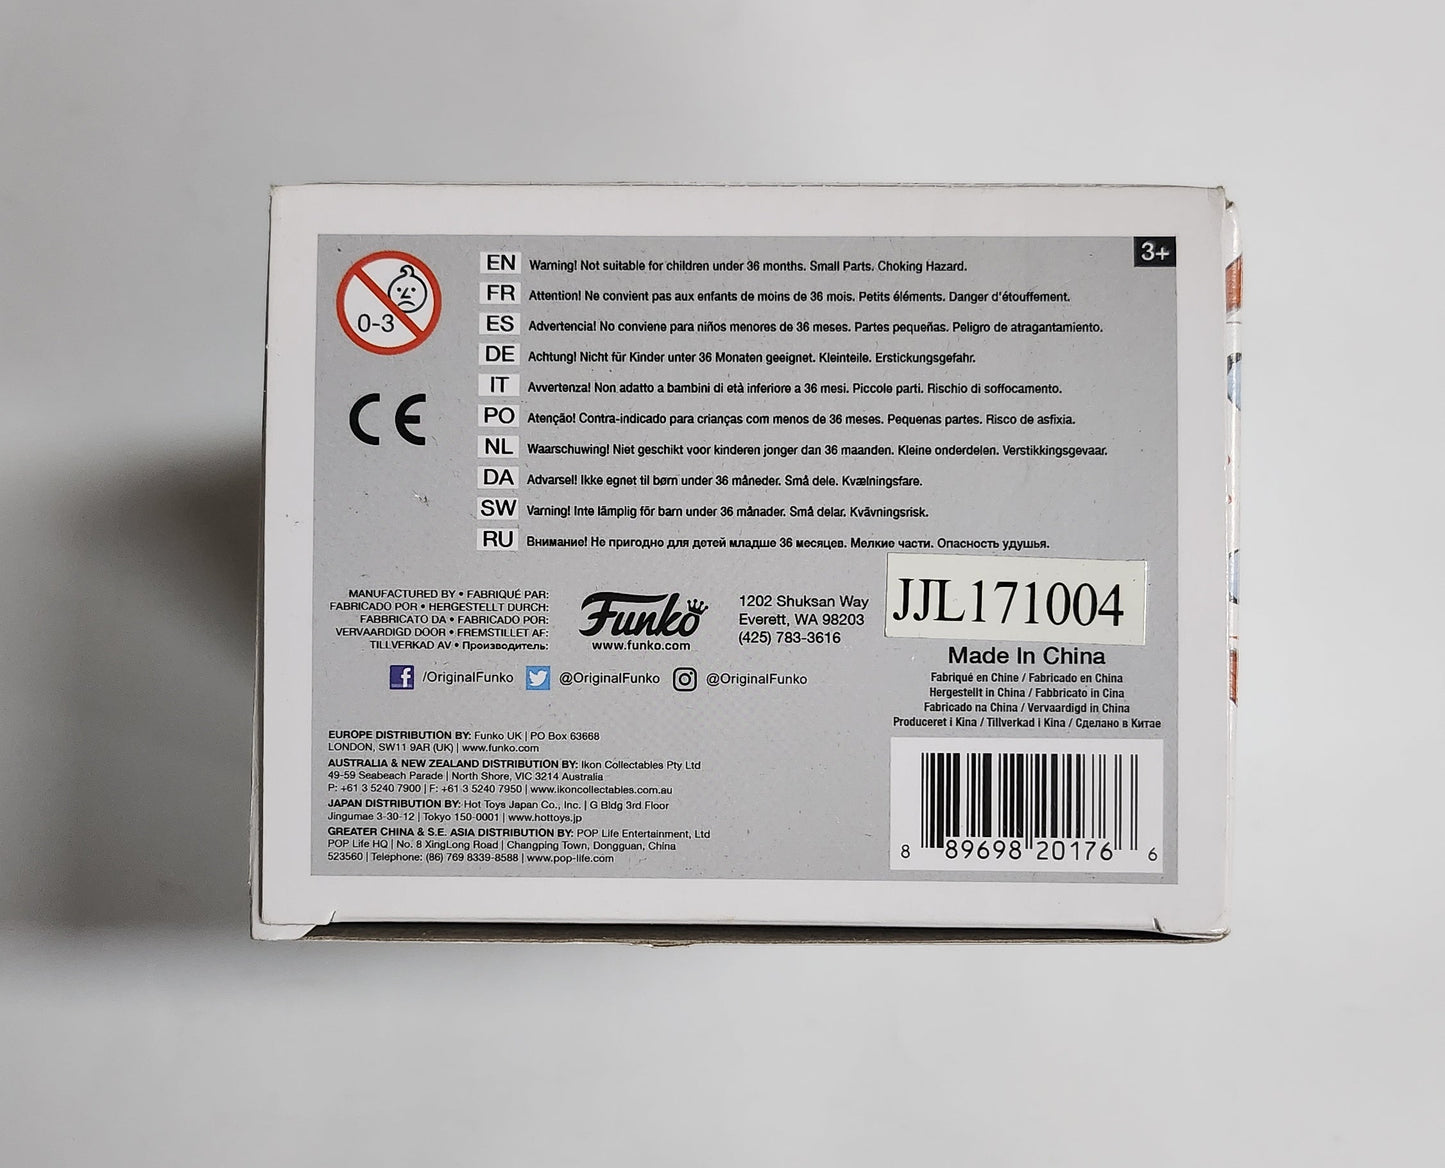 3+
0-3
EN Warning! Not suitable for children under 36 months. Small Parts. Choking Hazard.
FR Attention! Ne convient pas aux enfants de moins de 36 mois. Petits éléments. Danger d'étouffement.
ES Advertencia! No conviene para niños menores de 36 meses. Partes pequeñas. Peligro de atragantamiento.
DE Achtung! Nicht für Kinder unter 36 Monaten geeignet. Kleinteile. Erstickungsgefahr.
IT Avvertenza! Non adatto a bambini di età inferiore a 36 mesi. Piccole parti. Rischio di soffocamento.
PO Atenção! Contra-indicado para crianças com menos de 36 meses. Pequenas partes. Risco de asfixia.
NL Waarschuwing! Niet geschikt voor kinderen jonger dan 36 maanden. Kleine onderdelen. Verstikkingsgevaar.
DA Advarsel! Ikke egnet til børn under 36 måneder. Små dele. Kvælningsfare.
SW Varning! Inte lämplig för barn under 36 månader. Små delar. Kvävningsrisk.
RU Внимание! Не пригодно для детей младше 36 месяцев. Мелкие части. Опасность удушья.
CE
MANUFACTURED BY • FABRIQUÉ PAR:
FABRICADO POR • HERGESTELLT DURCH:
FABBRICATO DA • FABRICADO POR:
VERVAARDIGD DOOR • FREMSTILLET AF:
TILLVERKAD AV • Производитель:
Funko
www.funko.com
1202 Shuksan Way
Everett, WA 98203
(425) 783-3616
JJL171004
/OriginalFunko @OriginalFunko @OriginalFunko
Made In China
Fabriqué en Chine / Fabricado en China
Hergestellt in China / Fabbricato in Cina
Fabricado na China / Vervaardigd in China
Produceret i Kina / Tillverkad i Kina / Сделано в Китае
EUROPE DISTRIBUTION BY: Funko UK | PO Box 63668
LONDON, SW11 9AR (UK) | www.funko.com
AUSTRALIA & NEW ZEALAND DISTRIBUTION BY: Ikon Collectables Pty Ltd
49-59 Seabeach Parade | North Shore, VIC 3214 Australia
P: +61 3 5240 7900 | F: +61 3 5240 7950 | www.ikoncollectables.com.au
JAPAN DISTRIBUTION BY: Hot Toys Japan Co., Inc. | G Bldg 3rd Floor
Jingumae 3-30-12 | Tokyo 150-0001 | www.hottoys.jp
GREATER CHINA & S.E. ASIA DISTRIBUTION BY: POP Life Entertainment, Ltd
POP Life HQ | No. 8 XingLong Road | Changping Town, Dongguan, China
523560 | Telephone: (86) 769 8339-8588 | www.pop-life.com
8 89698 20176 6